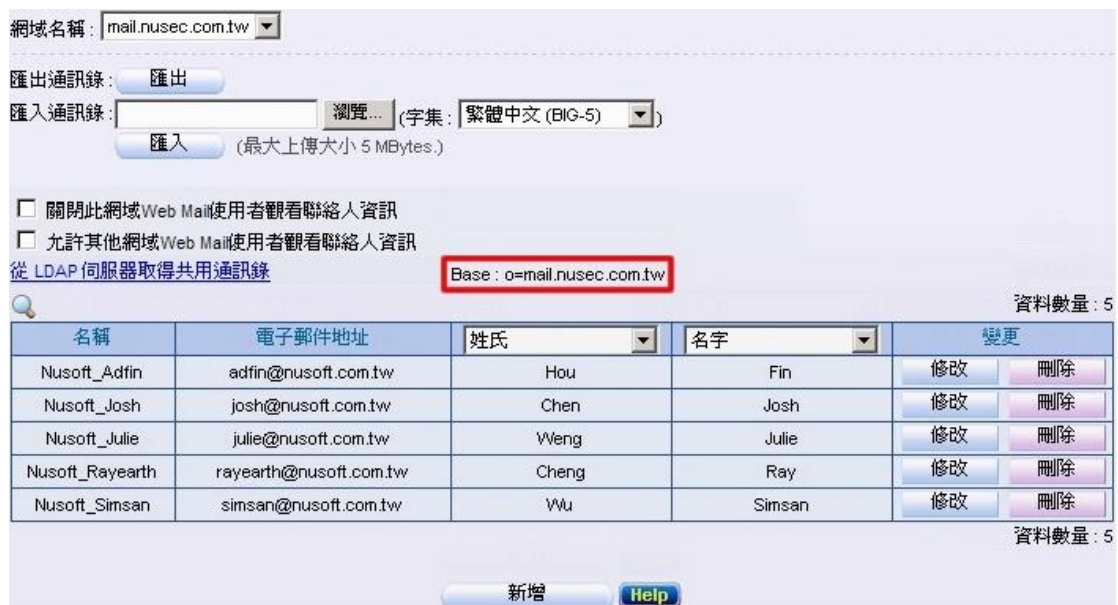 網域名稱 : mail.nusec.com.tw
匯出通訊錄 : 匯出
匯入通訊錄 : 瀏覽... (字集 : 繁體中文 (BIG-5) )
匯入 (最大上傳大小 5 MBytes.)
關閉此網域Web Mail使用者觀看聯絡人資訊
允許其他網域Web Mail使用者觀看聯絡人資訊
從 LDAP 伺服器取得共用通訊錄 Base : o=mail.nusec.com.tw
資料數量 : 5
名稱 電子郵件地址 姓氏 名字 變更
Nusoft_Adfin adfin@nusoft.com.tw Hou Fin 修改 刪除
Nusoft_Josh josh@nusoft.com.tw Chen Josh 修改 刪除
Nusoft_Julie julie@nusoft.com.tw Weng Julie 修改 刪除
Nusoft_Rayearth rayearth@nusoft.com.tw Cheng Ray 修改 刪除
Nusoft_Simsan simsan@nusoft.com.tw Wu Simsan 修改 刪除
資料數量 : 5
新增 Help